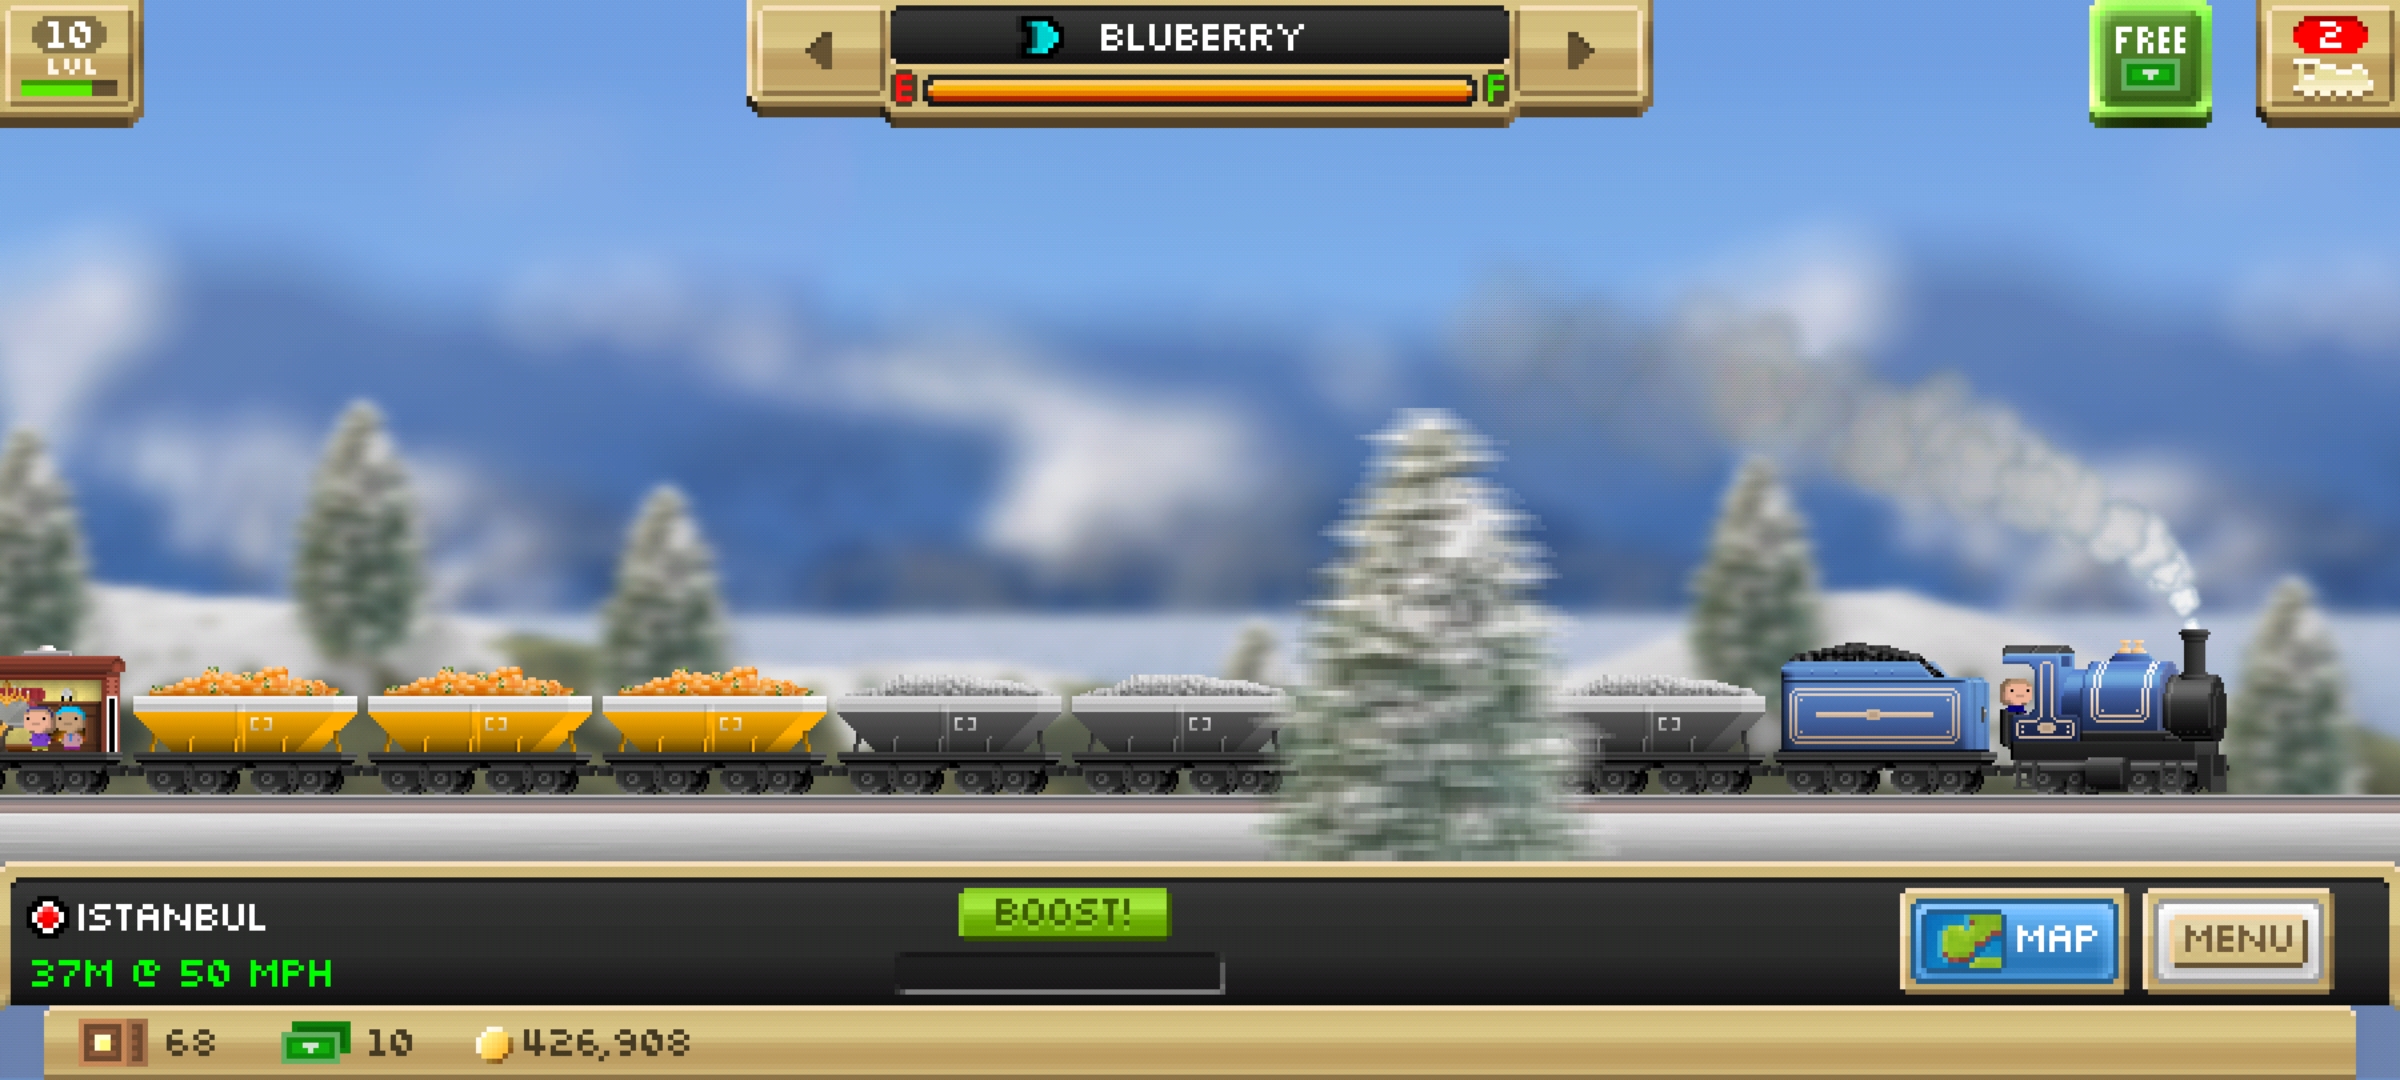 10
LVL
BLUBERRY
E F
FREE
2
ISTANBUL
37M @ 50 MPH
BOOST!
MAP
MENU
68
10
426,908